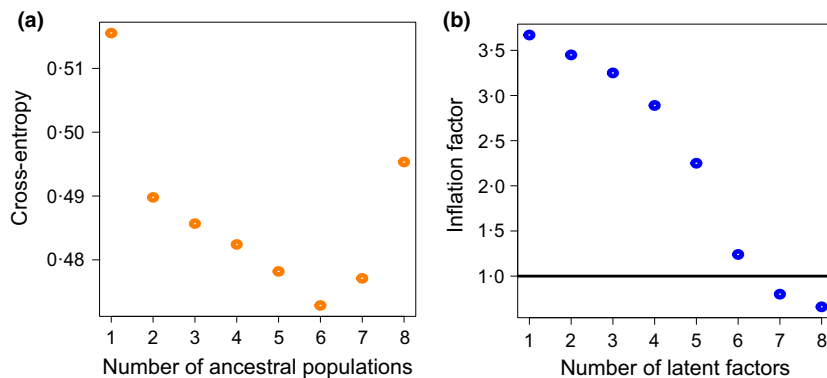 (a)
Cross-entropy
0·51
0·50
0·49
0·48
1 2 3 4 5 6 7 8
Number of ancestral populations
(b)
Inflation factor
3·5
3·0
2·5
2·0
1·5
1·0
1 2 3 4 5 6 7 8
Number of latent factors